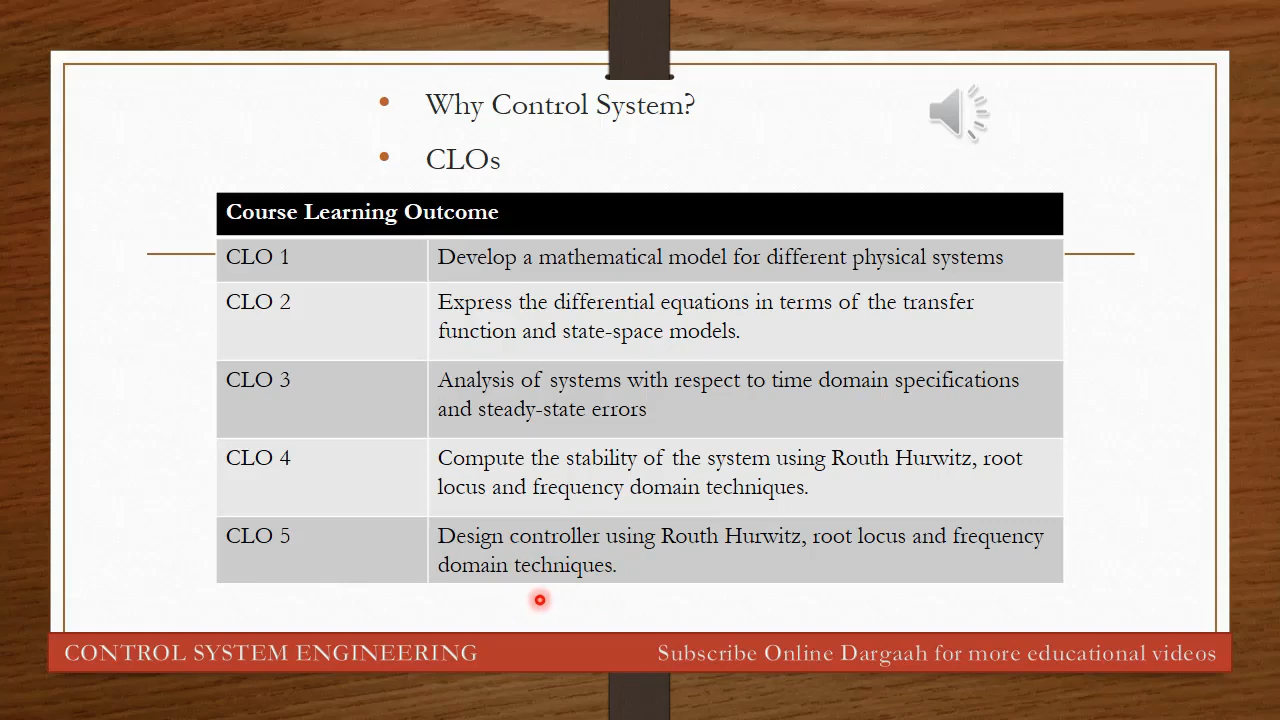 Why Control System?
CLOs
Course Learning Outcome
CLO 1
Develop a mathematical model for different physical systems
CLO 2
Express the differential equations in terms of the transfer
function and state-space models.
CLO 3
Analysis of systems with respect to time domain specifications
and steady-state errors
CLO 4
Compute the stability of the system using Routh Hurwitz, root
locus and frequency domain techniques.
CLO 5
Design controller using Routh Hurwitz, root locus and frequency
domain techniques.
CONTROL SYSTEM ENGINEERING
Subscribe Online Dargaah for more educational videos